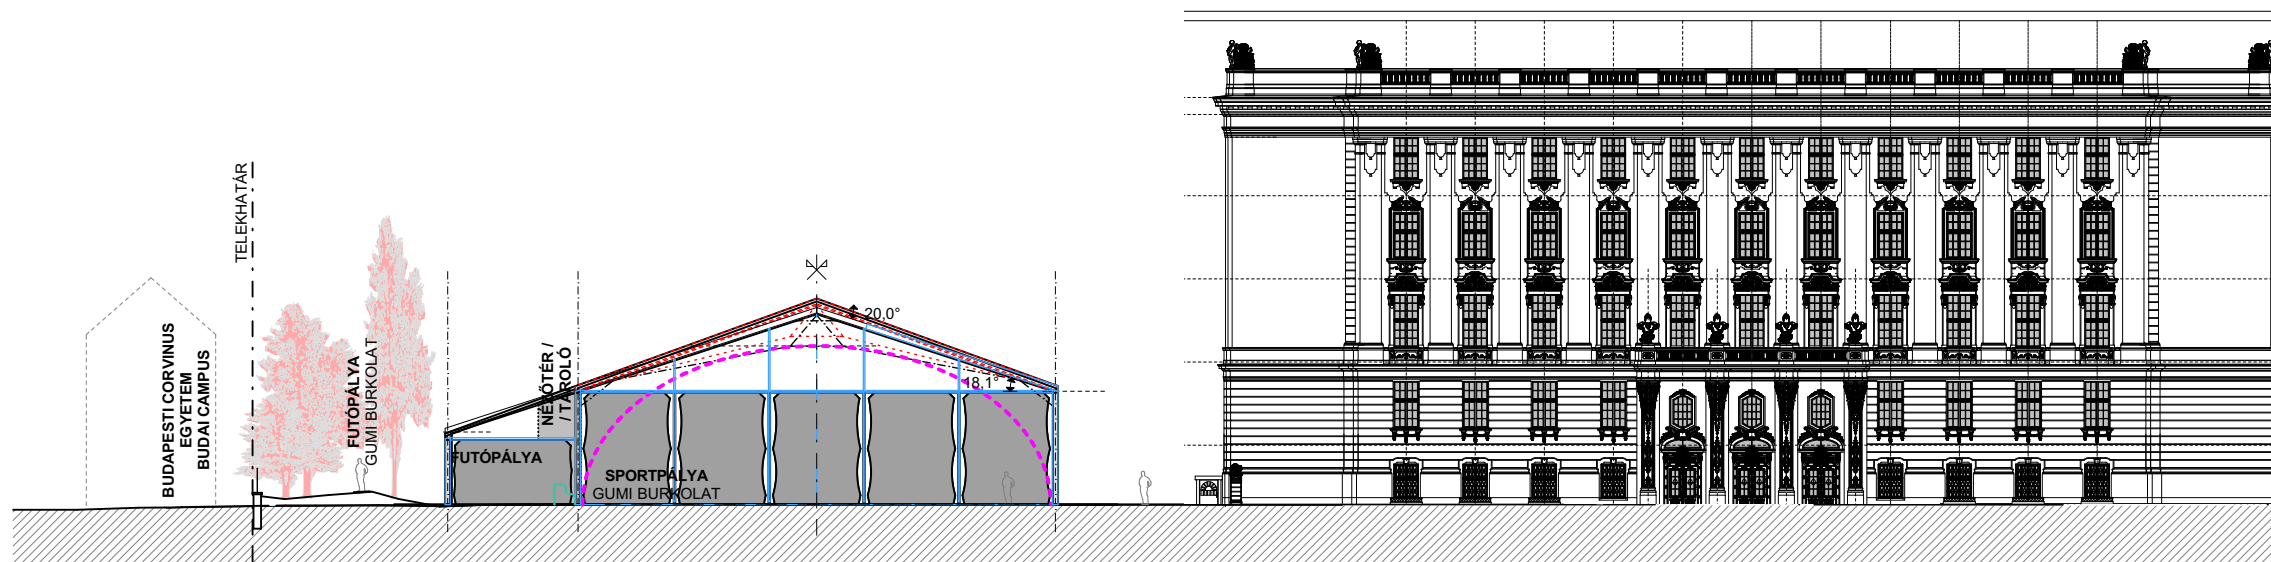 BUDAPESTI CORVINUS
EGYETEM
BUDAI CAMPUS
TELEKHATÁR
FUTÓPÁLYA
GUMI BURKOLAT
FUTÓPÁLYA
NÉZŐTÉR /
/ TÁROLÓ
SPORTPÁLYA
GUMI BURKOLAT
20,0°
18,1°